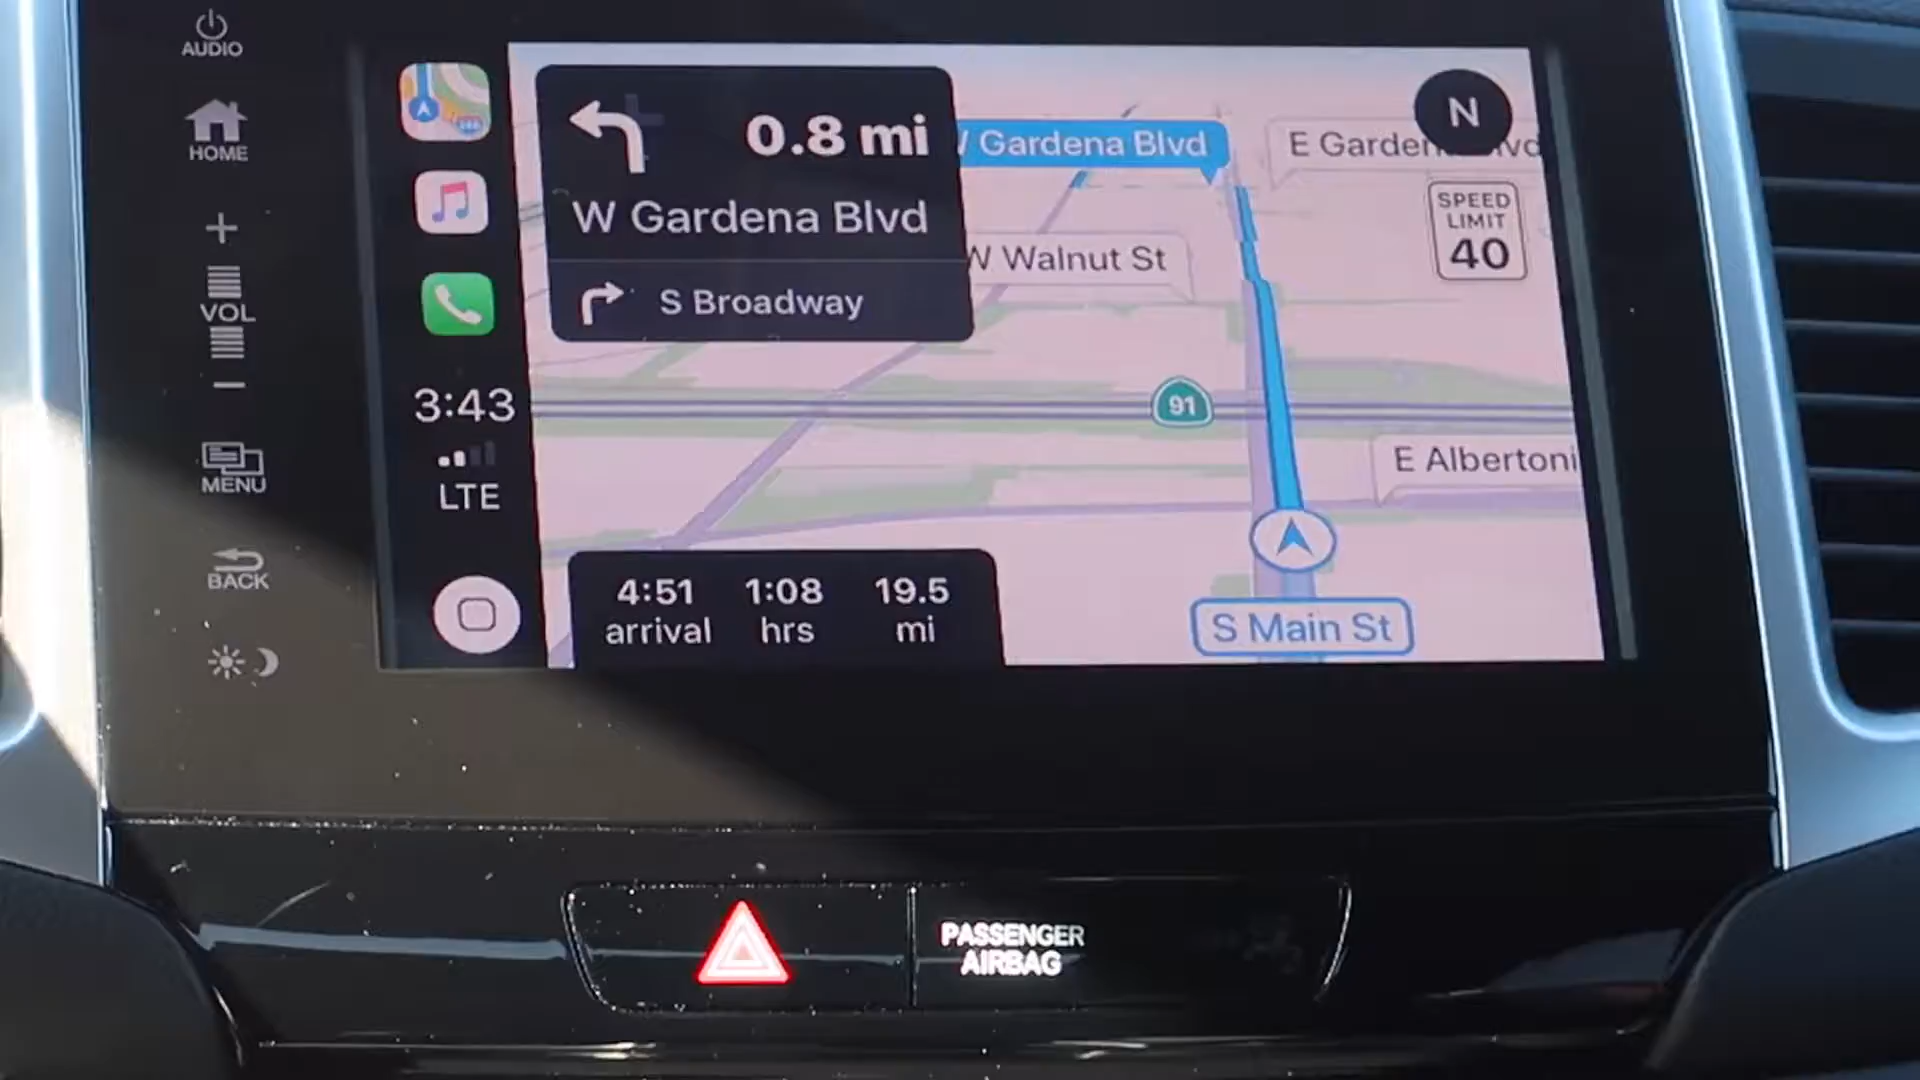 AUDIO
HOME
+
VOL
−
MENU
BACK
3:43
LTE
0.8 mi
W Gardena Blvd
S Broadway
Gardena Blvd
W Walnut St
N
SPEED
LIMIT
40
91
E Albertoni
4:51 1:08 19.5
arrival hrs mi
S Main St
PASSENGER
AIRBAG